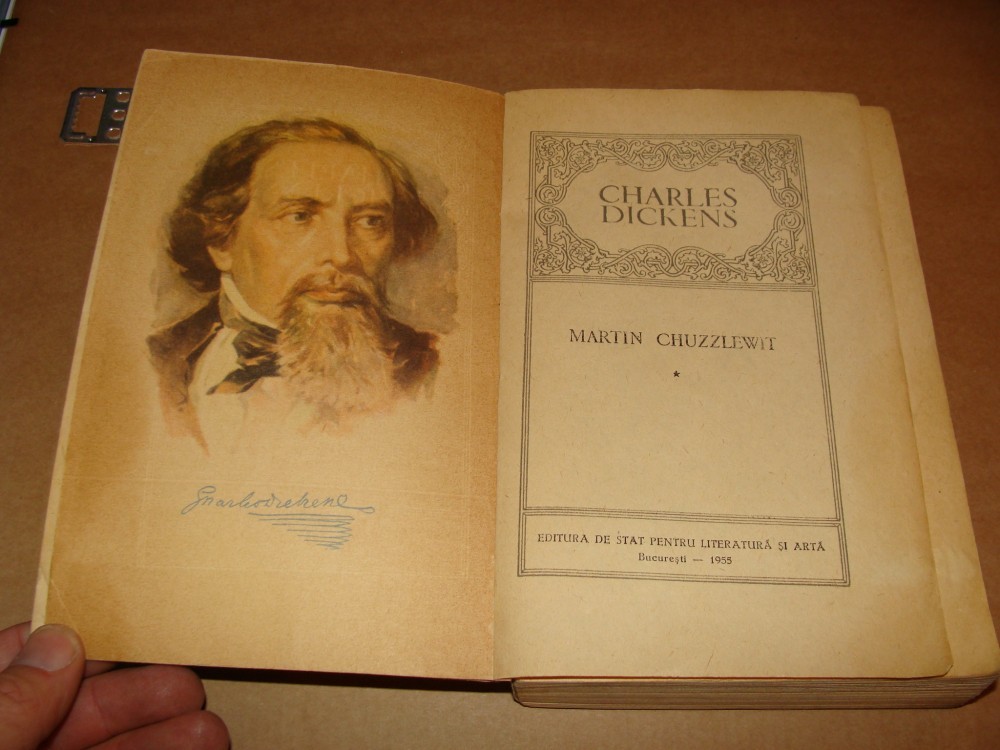 CHARLES
DICKENS
MARTIN CHUZZLEWIT
*
EDITURA DE STAT PENTRU LITERATURĂ ȘI ARTĂ
București — 1955